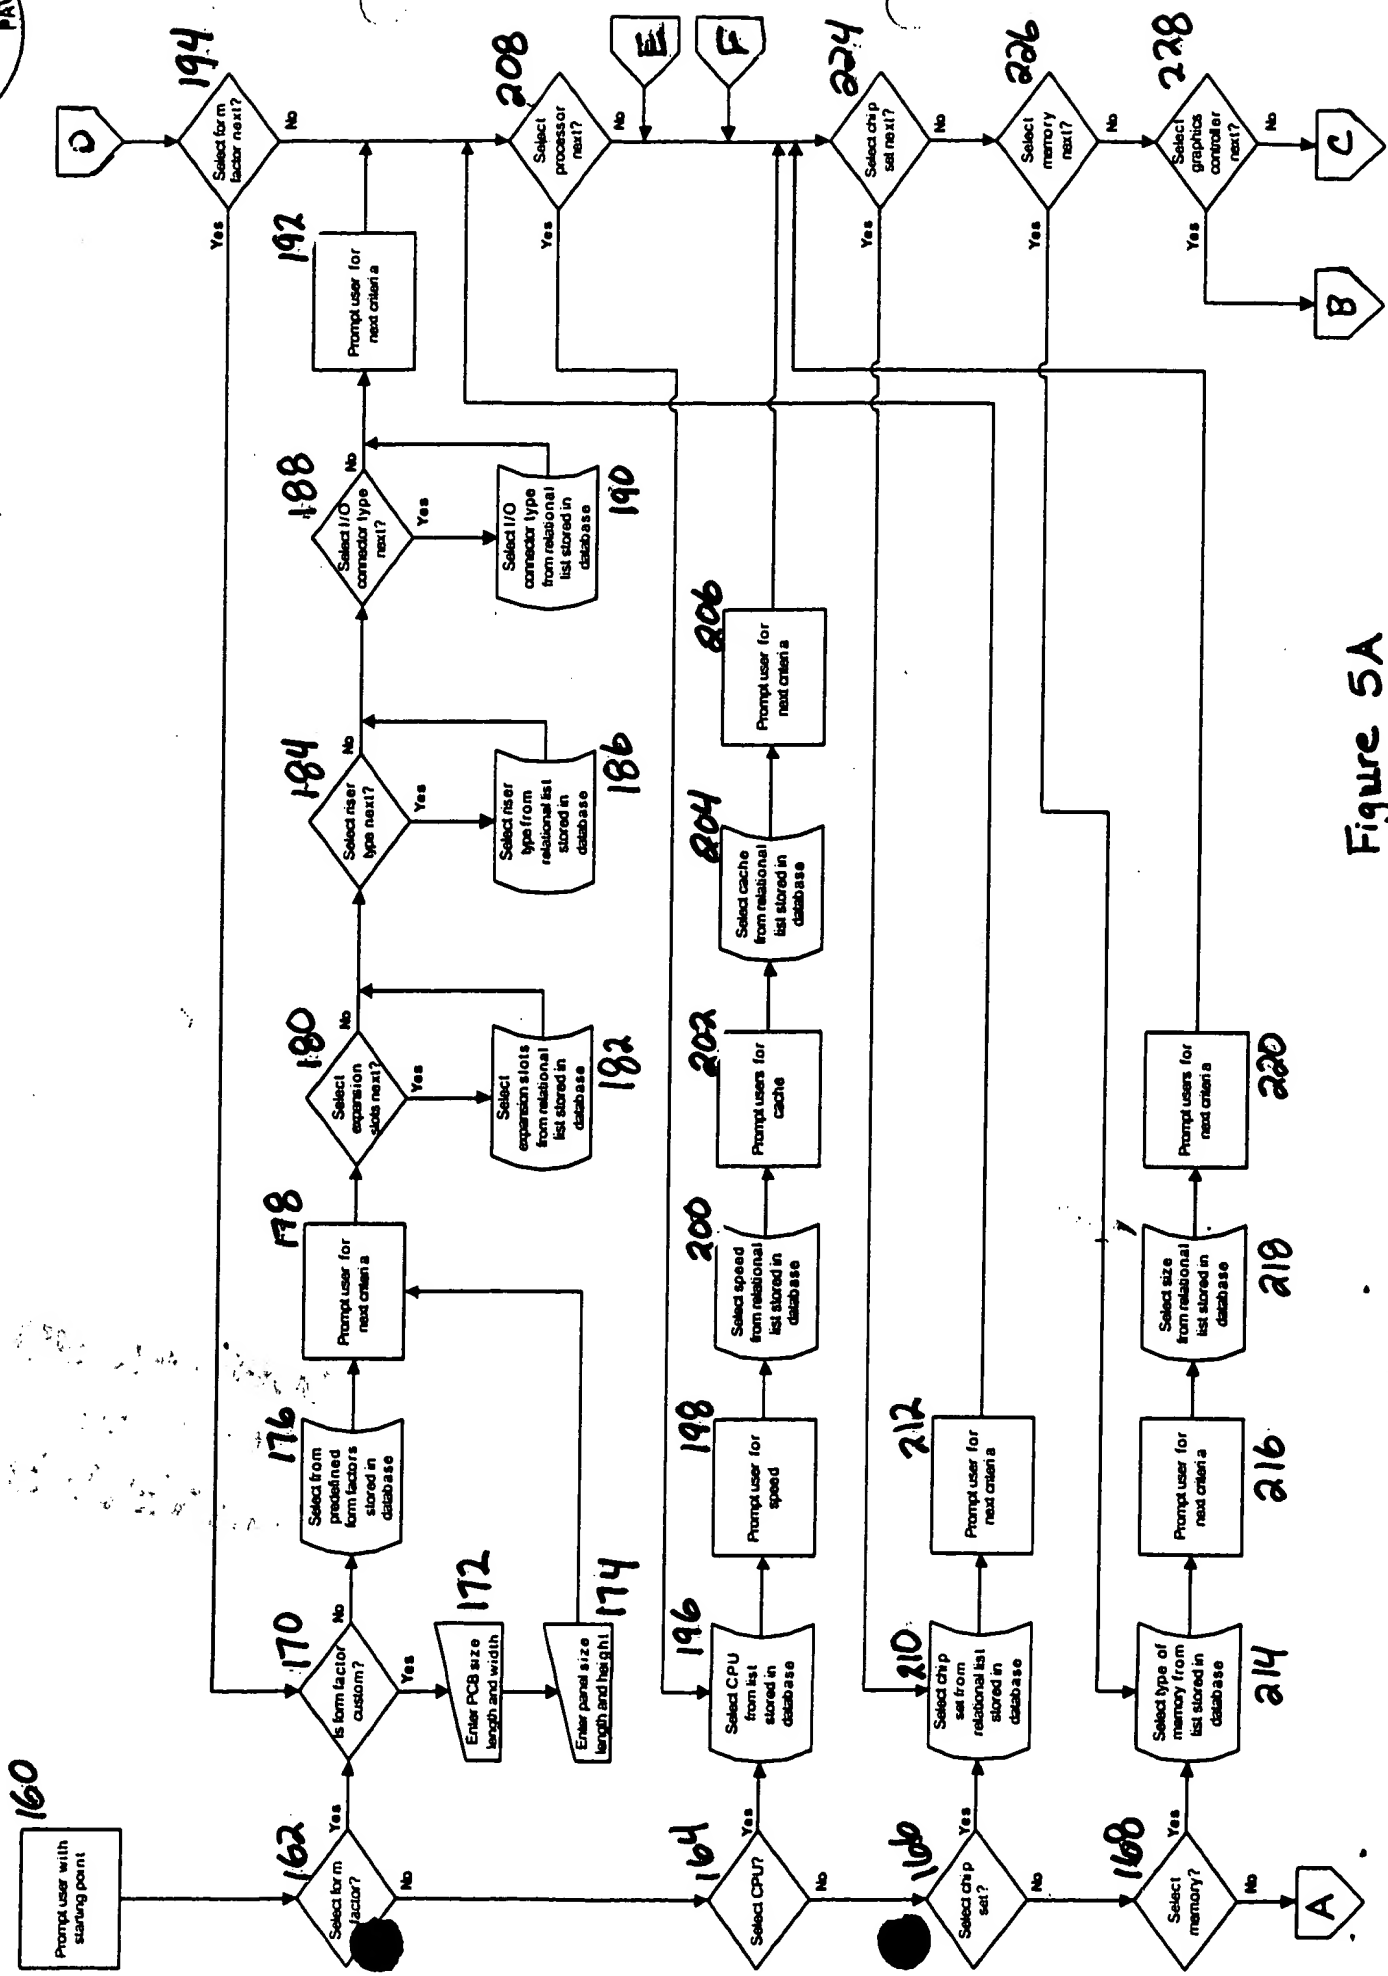 160
Prompt user with
starting point
162
Select form
factor?
Yes
No
170
Is form factor
custom?
No
Yes
172
Enter PCB size
length and width
174
Enter panel size
length and height
176
Select from
predefined
form factors
stored in
database
178
Prompt user for
next criteria
180
Select
expansion
slots next?
No
Yes
182
Select
expansion slots
from relational
list stored in
database
184
Select riser
type next?
No
Yes
186
Select riser
type from
relational list
stored in
database
188
Select I/O
connector type
next?
No
Yes
190
Select I/O
connector type
from relational
list stored in
database
192
Prompt user for
next criteria
D
194
Select form
factor next?
Yes
No
164
Select CPU?
Yes
No
196
Select CPU
from list
stored in
database
198
Prompt user for
speed
200
Select speed
from relational
list stored in
database
202
Prompt users for
cache
204
Select cache
from relational
list stored in
database
206
Prompt user for
next criteria
208
Select
processor
next?
Yes
No
E
F
166
Select chip
set?
Yes
No
210
Select chip
set from
relational list
stored in
database
212
Prompt user for
next criteria
224
Select chip
set next?
Yes
No
168
Select
memory?
Yes
No
214
Select type of
memory from
list stored in
database
216
Prompt user for
next criteria
218
Select size
from relational
list stored in
database
220
Prompt user for
next criteria
226
Select
memory
next?
Yes
No
228
Select
graphics
controller
next?
Yes
No
A
B
C
Figure 5A